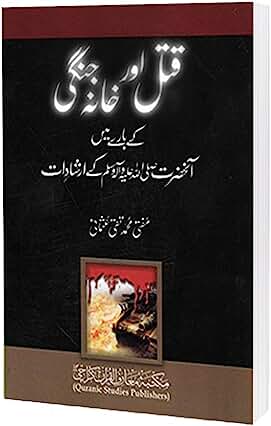 قتل اور خانہ جنگی
کے بارے میں
آنحضرت صلی اللہ علیہ وآلہ وسلم کے ارشادات
مفتی محمد تقی عثمانی
مکتبہ معارف القرآن کراچی
(Quranic Studies Publishers)